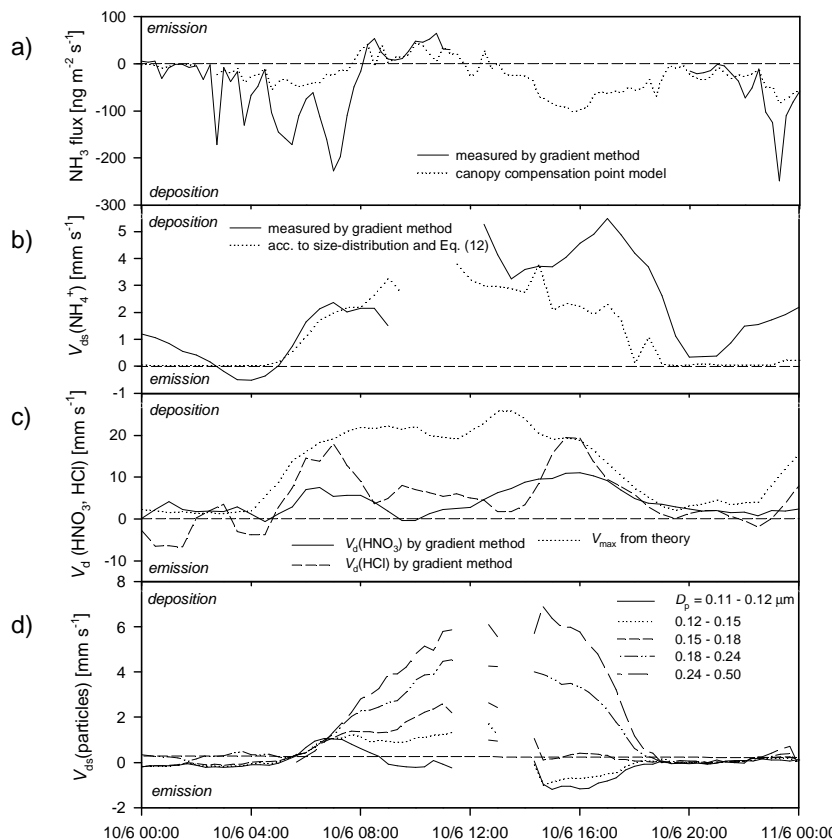 a)
NH3 flux [ng m-2 s-1]
100
0
-100
-200
-300
emission
measured by gradient method
canopy compensation point model
deposition
b)
Vds(NH4+) [mm s-1]
5
4
3
2
1
0
-1
deposition
measured by gradient method
acc. to size-distribution and Eq. (12)
emission
c)
Vd (HNO3, HCl) [mm s-1]
20
10
0
-10
deposition
Vd(HNO3) by gradient method
Vmax from theory
Vd(HCl) by gradient method
emission
d)
Vds(particles) [mm s-1]
8
6
4
2
0
-2
deposition
Dp = 0.11 - 0.12 µm
0.12 - 0.15
0.15 - 0.18
0.18 - 0.24
0.24 - 0.50
emission
10/6 00:00 10/6 04:00 10/6 08:00 10/6 12:00 10/6 16:00 10/6 20:00 11/6 00:00